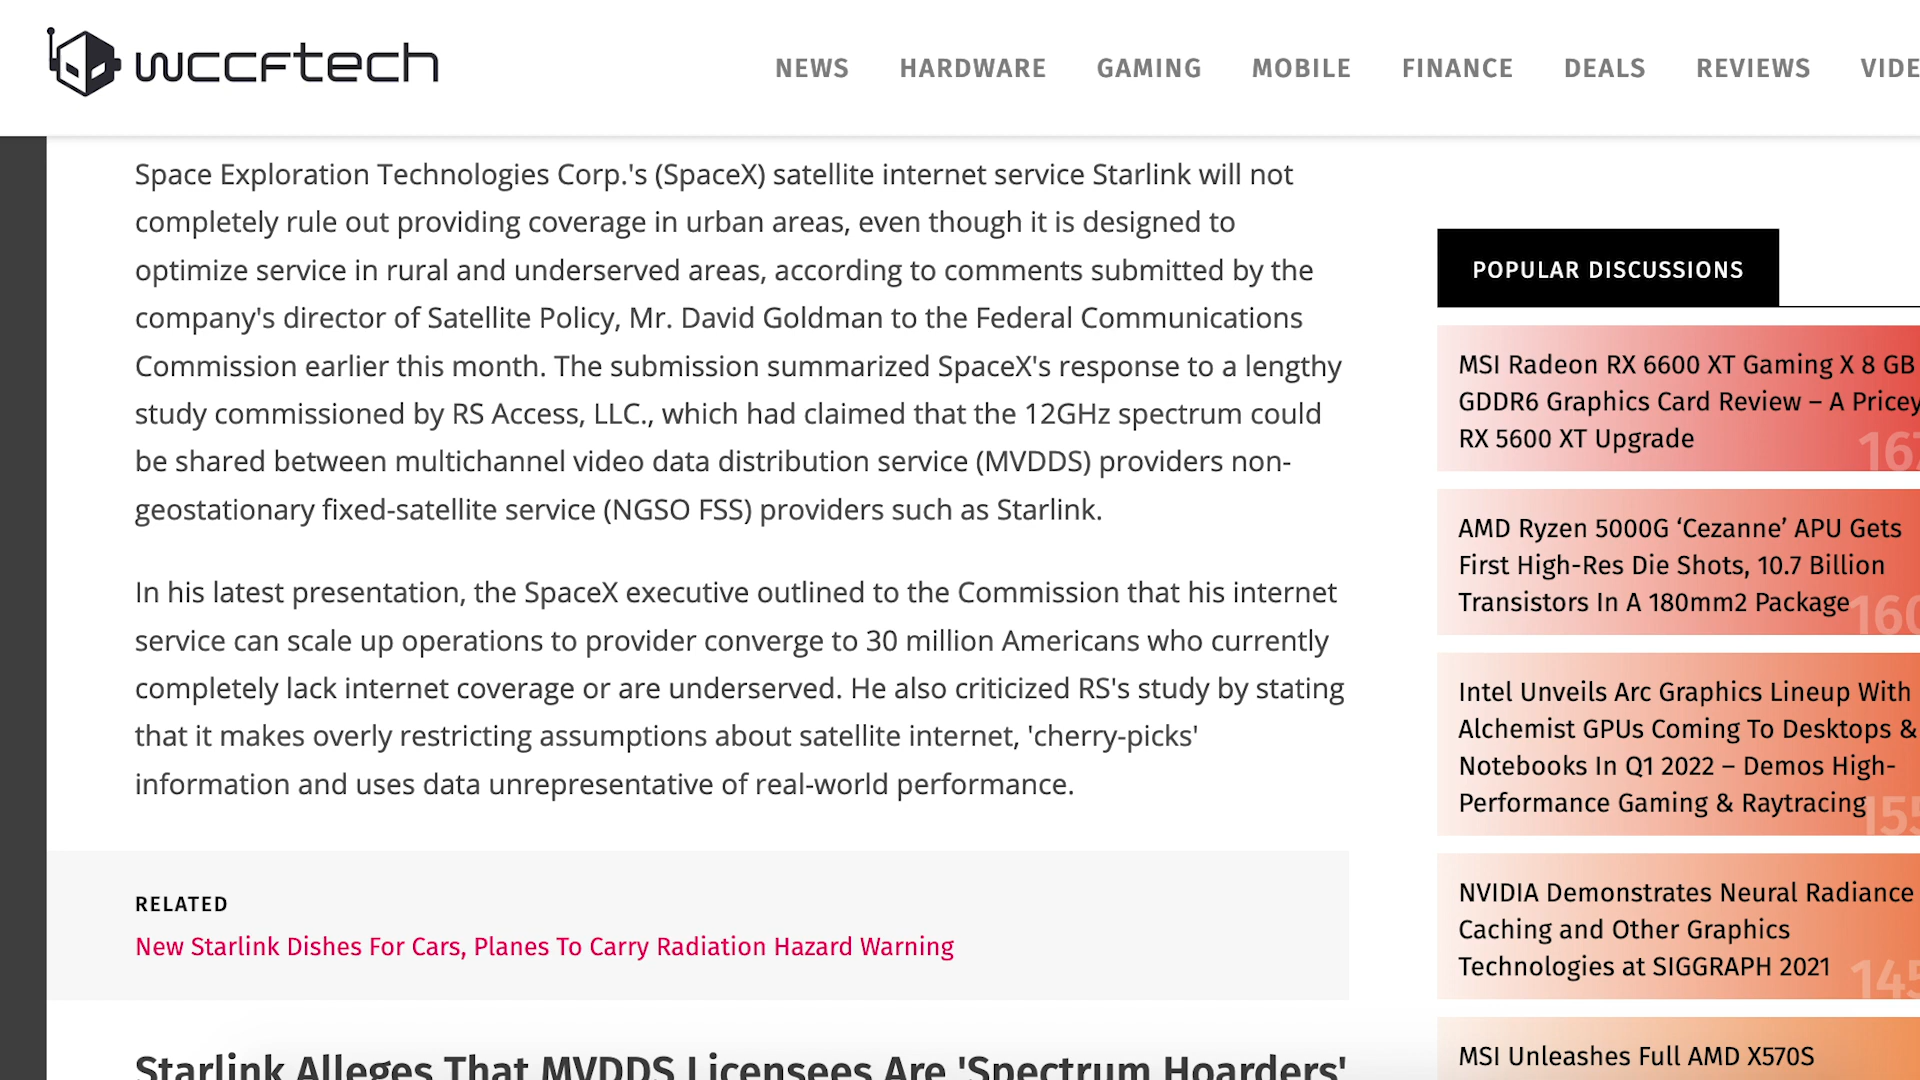 wccftech
NEWS HARDWARE GAMING MOBILE FINANCE DEALS REVIEWS VIDE
Space Exploration Technologies Corp.'s (SpaceX) satellite internet service Starlink will not
completely rule out providing coverage in urban areas, even though it is designed to
optimize service in rural and underserved areas, according to comments submitted by the
company's director of Satellite Policy, Mr. David Goldman to the Federal Communications
Commission earlier this month. The submission summarized SpaceX's response to a lengthy
study commissioned by RS Access, LLC., which had claimed that the 12GHz spectrum could
be shared between multichannel video data distribution service (MVDDS) providers non-
geostationary fixed-satellite service (NGSO FSS) providers such as Starlink.
In his latest presentation, the SpaceX executive outlined to the Commission that his internet
service can scale up operations to provider converge to 30 million Americans who currently
completely lack internet coverage or are underserved. He also criticized RS's study by stating
that it makes overly restricting assumptions about satellite internet, 'cherry-picks'
information and uses data unrepresentative of real-world performance.
RELATED
New Starlink Dishes For Cars, Planes To Carry Radiation Hazard Warning
Starlink Alleges That MVDDS Licensees Are 'Spectrum Hoarders'
POPULAR DISCUSSIONS
MSI Radeon RX 6600 XT Gaming X 8 GB
GDDR6 Graphics Card Review – A Pricey
RX 5600 XT Upgrade
AMD Ryzen 5000G ‘Cezanne’ APU Gets
First High-Res Die Shots, 10.7 Billion
Transistors In A 180mm2 Package
160
Intel Unveils Arc Graphics Lineup With
Alchemist GPUs Coming To Desktops &
Notebooks In Q1 2022 – Demos High-
Performance Gaming & Raytracing
155
NVIDIA Demonstrates Neural Radiance
Caching and Other Graphics
Technologies at SIGGRAPH 2021
145
MSI Unleashes Full AMD X570S